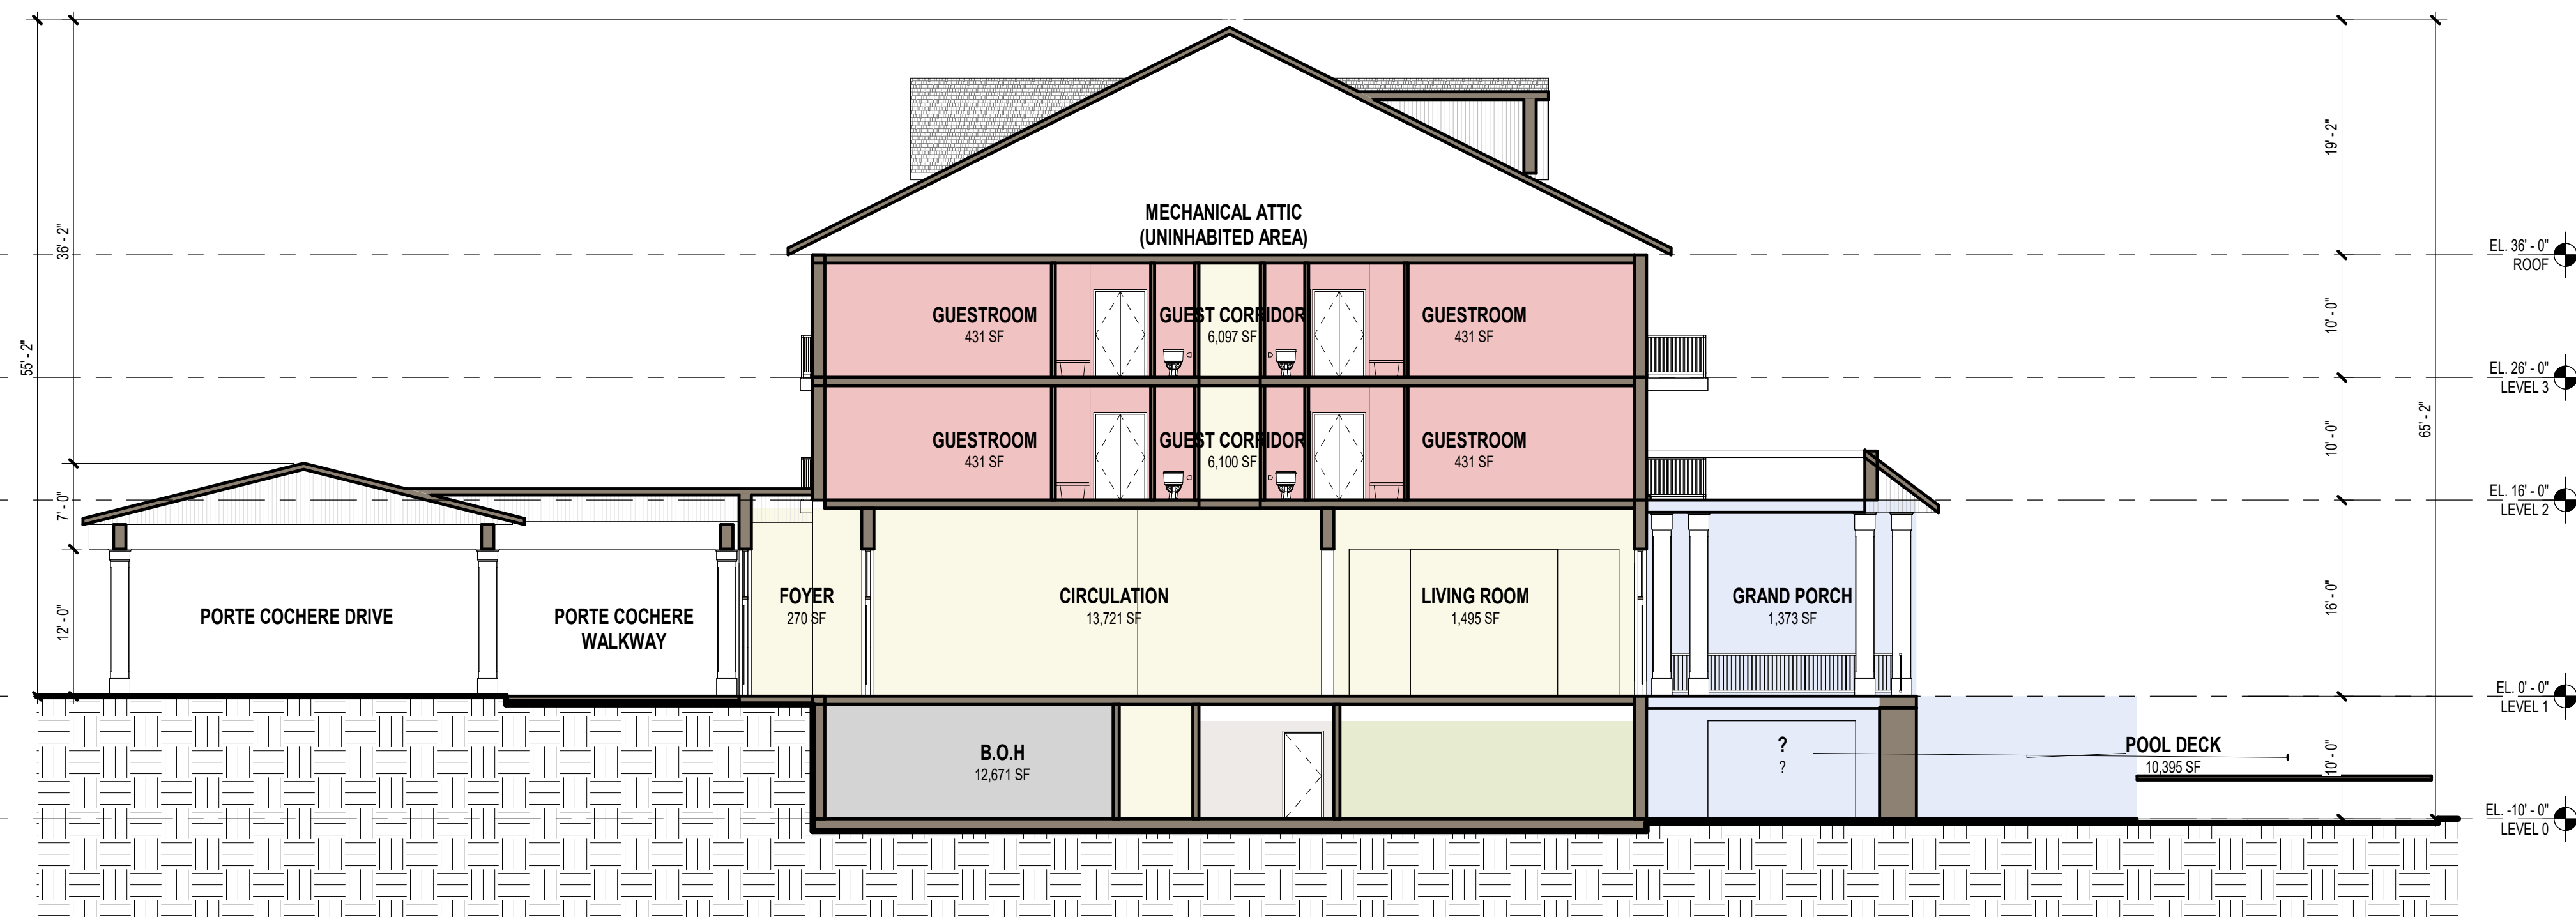 MECHANICAL ATTIC
(UNINHABITED AREA)
GUESTROOM
431 SF
GUEST CORRIDOR
6,097 SF
GUESTROOM
431 SF
GUESTROOM
431 SF
GUEST CORRIDOR
6,100 SF
GUESTROOM
431 SF
PORTE COCHERE DRIVE
PORTE COCHERE
WALKWAY
FOYER
270 SF
CIRCULATION
13,721 SF
LIVING ROOM
1,495 SF
GRAND PORCH
1,373 SF
B.O.H
12,671 SF
?
?
POOL DECK
10,395 SF
55' - 2"
36' - 2"
7' - 0"
12' - 0"
19' - 2"
10' - 0"
10' - 0"
16' - 0"
10' - 0"
65' - 2"
EL. 36' - 0"
ROOF
EL. 26' - 0"
LEVEL 3
EL. 16' - 0"
LEVEL 2
EL. 0' - 0"
LEVEL 1
EL. -10' - 0"
LEVEL 0